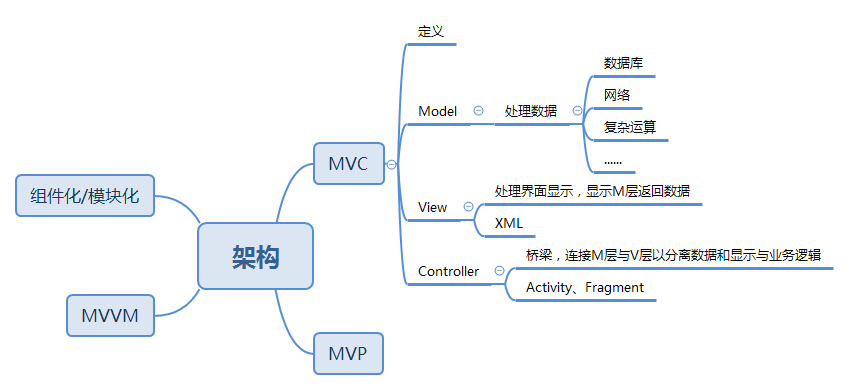 架构
MVC
定义
Model
处理数据
数据库
网络
复杂运算
......
View
处理界面显示，显示M层返回数据
XML
Controller
桥梁，连接M层与V层以分离数据和显示与业务逻辑
Activity、Fragment
MVP
组件化/模块化
MVVM